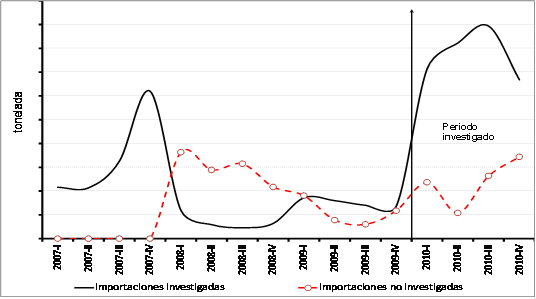 tonelada
Periodo
investigado
2007-I
2007-II
2007-III
2007-IV
2008-I
2008-II
2008-III
2008-IV
2009-I
2009-II
2009-III
2009-IV
2010-I
2010-II
2010-III
2010-IV
Importaciones investigadas
Importaciones no investigadas